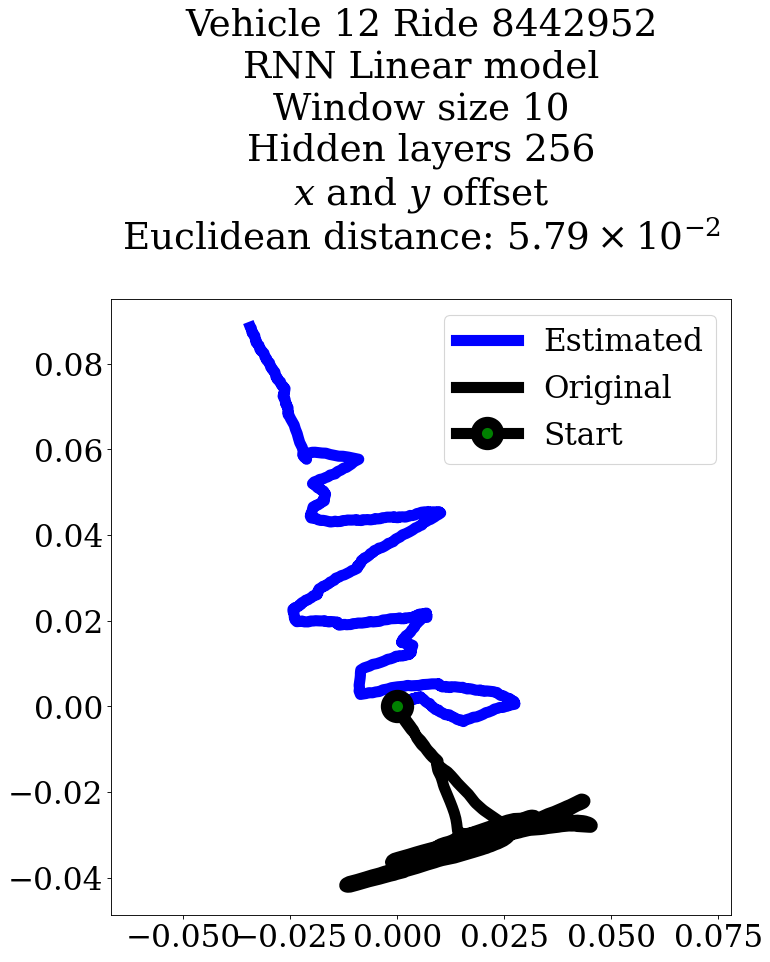 Vehicle 12 Ride 8442952
RNN Linear model
Window size 10
Hidden layers 256
x and y offset
Euclidean distance: 5.79 × 10⁻²
Estimated
Original
Start
0.08
0.06
0.04
0.02
0.00
−0.02
−0.04
−0.050 −0.025 0.000 0.025 0.050 0.075